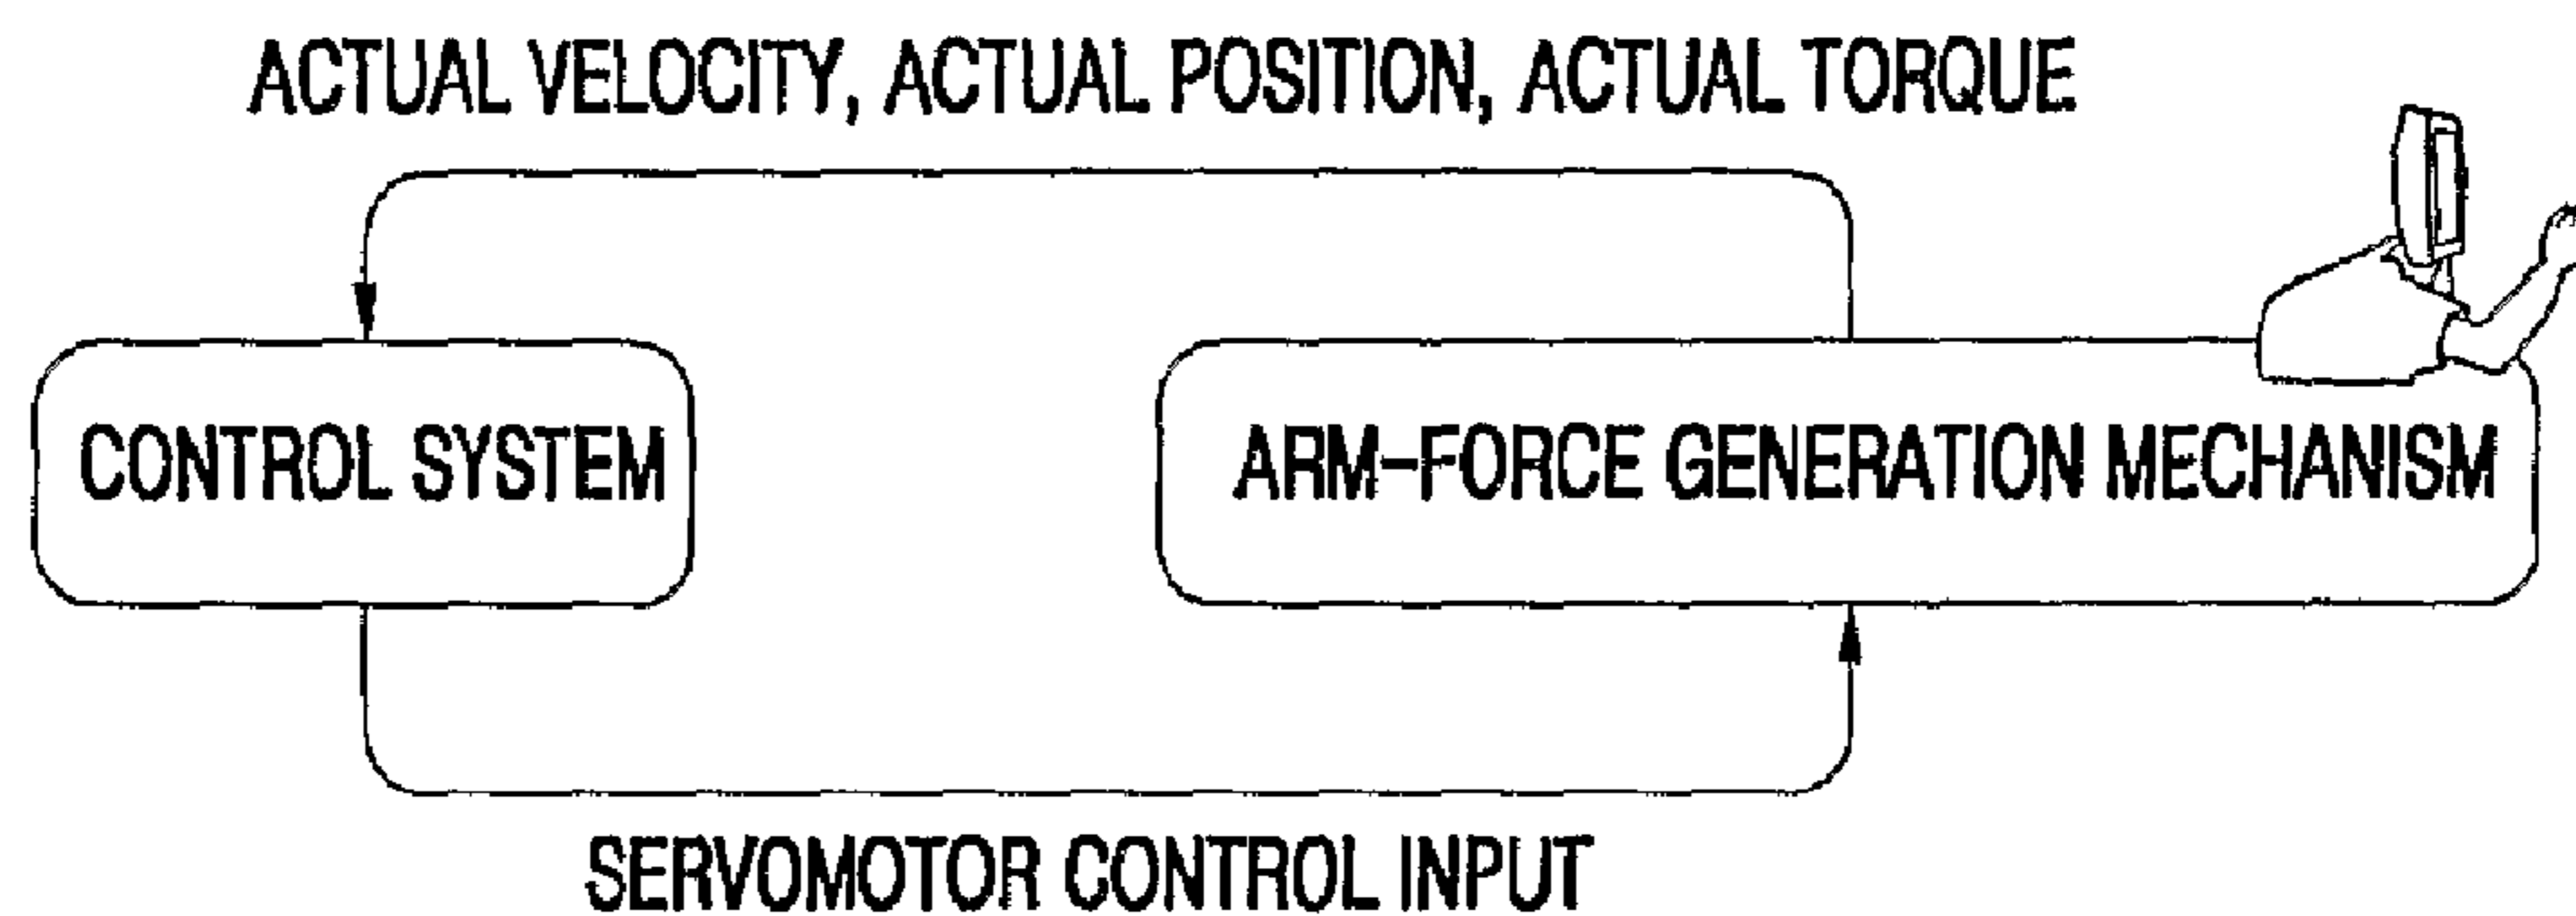 ACTUAL VELOCITY, ACTUAL POSITION, ACTUAL TORQUE
CONTROL SYSTEM
ARM-FORCE GENERATION MECHANISM
SERVOMOTOR CONTROL INPUT